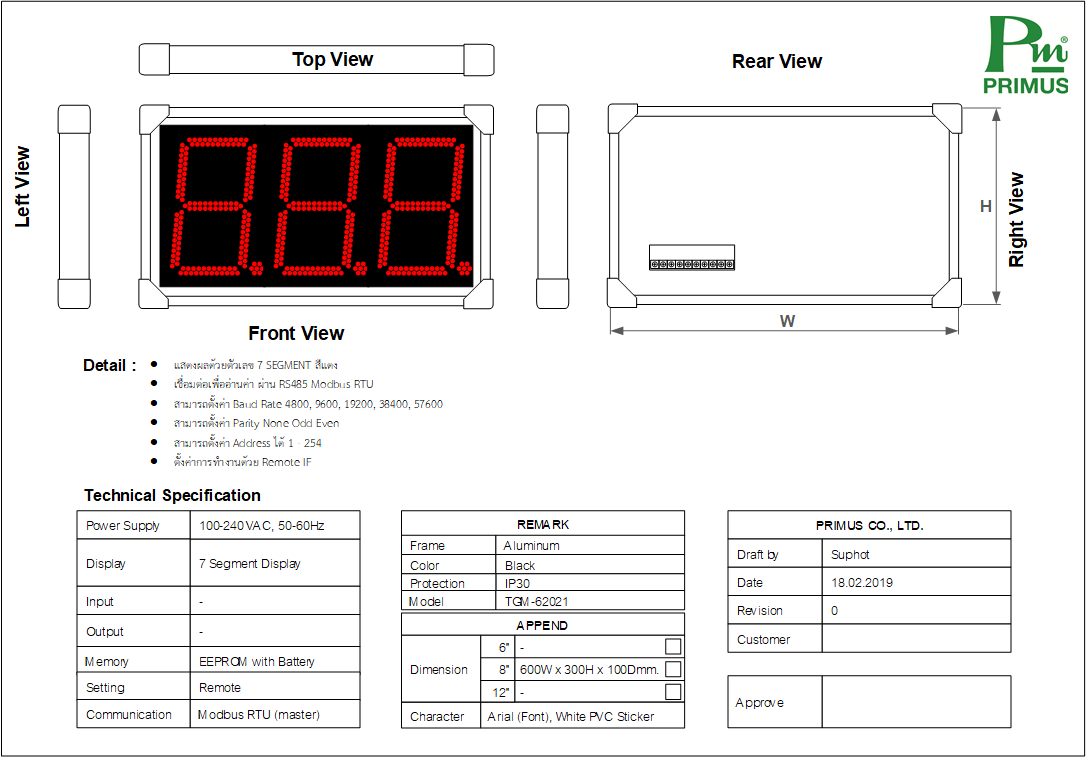 Top View
Rear View
Pm®
PRIMUS
Left View
8.8.8.
H
Right View
W
Front View
Detail :
• แสดงผลด้วยตัวเลข 7 SEGMENT สีแดง
• เชื่อมต่อเพื่ออ่านค่า ผ่าน RS485 Modbus RTU
• สามารถตั้งค่า Baud Rate 4800, 9600, 19200, 38400, 57600
• สามารถตั้งค่า Parity None Odd Even
• สามารถตั้งค่า Address ได้ 1 - 254
• ตั้งค่าการทำงานด้วย Remote IF
Technical Specification
Power Supply 100-240VAC, 50-60Hz
Display 7 Segment Display
Input -
Output -
Memory EEPROM with Battery
Setting Remote
Communication Modbus RTU (master)
REMARK
Frame Aluminum
Color Black
Protection IP30
Model TGM-62021
APPEND
Dimension
6" -
8" 600W x 300H x 100Dmm.
12" -
Character Arial (Font), White PVC Sticker
PRIMUS CO., LTD.
Draft by Suphot
Date 18.02.2019
Revision 0
Customer
Approve